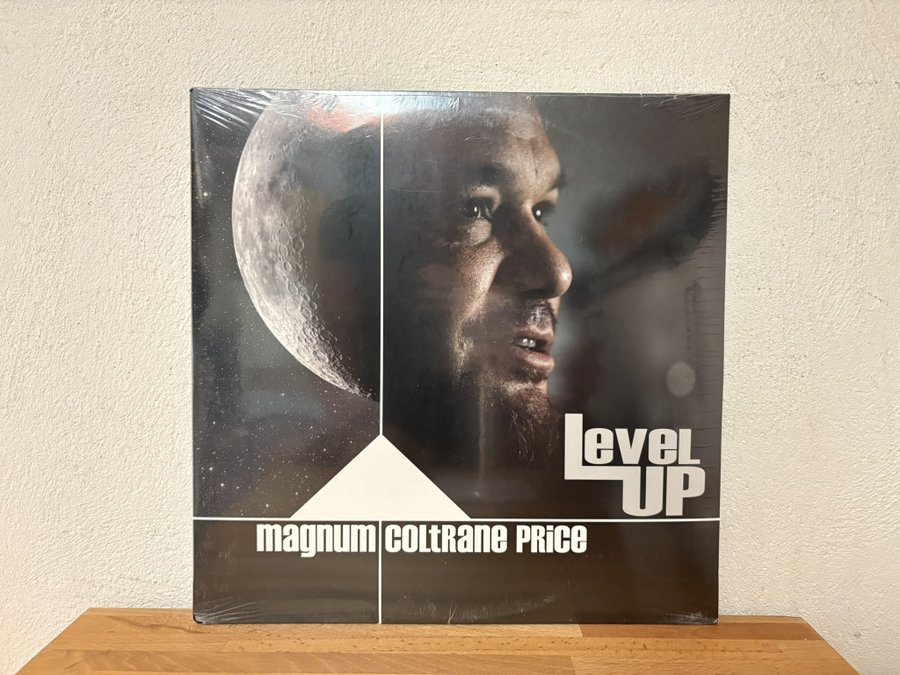 Level
UP
magnum coltrane price